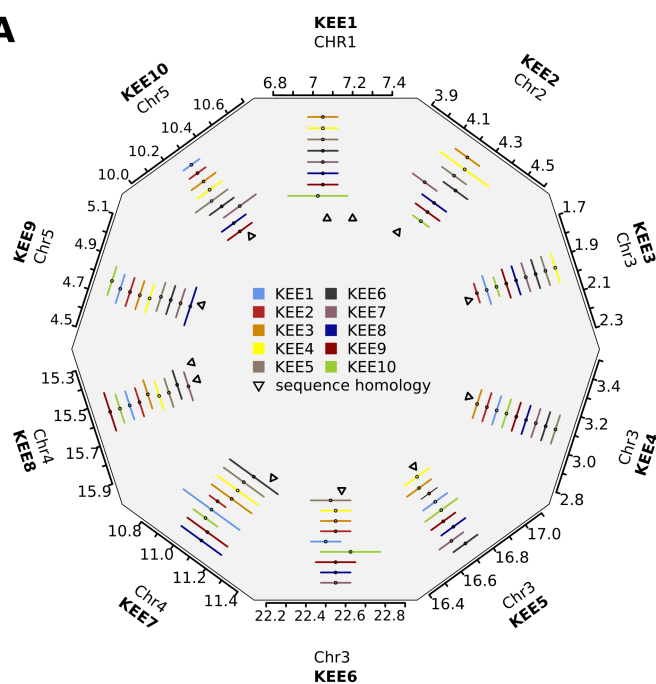 A
KEE1
CHR1
6.8 7 7.2 7.4
KEE2
Chr2
3.9 4.1 4.3 4.5
KEE3
Chr3
1.7 1.9 2.1 2.3
KEE4
Chr3
3.4 3.2 3.0 2.8
KEE5
Chr3
17.0 16.8 16.6 16.4
KEE6
Chr3
22.2 22.4 22.6 22.8
KEE7
Chr4
10.8 11.0 11.2 11.4
KEE8
Chr4
15.3 15.5 15.7 15.9
KEE9
Chr5
5.1 4.9 4.7 4.5
KEE10
Chr5
10.6 10.4 10.2 10.0
KEE1 KEE6
KEE2 KEE7
KEE3 KEE8
KEE4 KEE9
KEE5 KEE10
sequence homology